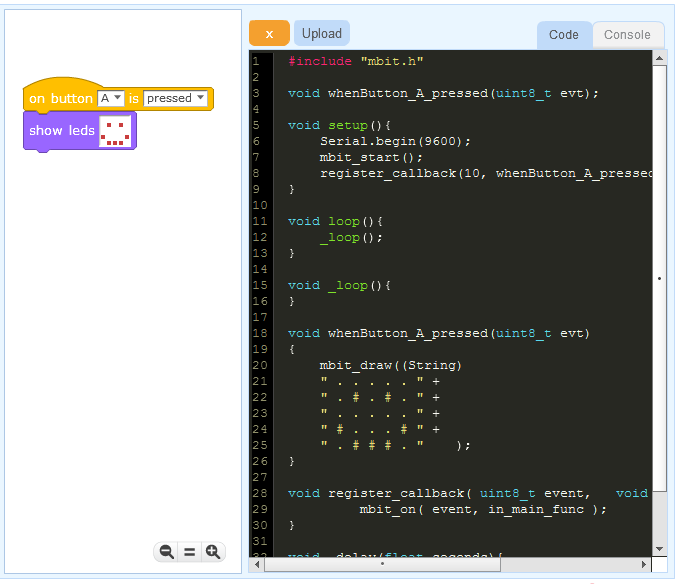 on button A is pressed
show leds
x Upload Code Console
1 #include "mbit.h"
2
3 void whenButton_A_pressed(uint8_t evt);
4
5 void setup(){
6 Serial.begin(9600);
7 mbit_start();
8 register_callback(10, whenButton_A_pressed
9 }
10
11 void loop(){
12 _loop();
13 }
14
15 void _loop(){
16 }
17
18 void whenButton_A_pressed(uint8_t evt)
19 {
20 mbit_draw((String)
21 " . . . . . " +
22 " . # . # . " +
23 " . . . . . " +
24 " # . . . # " +
25 " . # # # . " );
26 }
27
28 void register_callback( uint8_t event, void
29 mbit_on( event, in_main_func );
30 }
31
32 void _delay(float seconds){